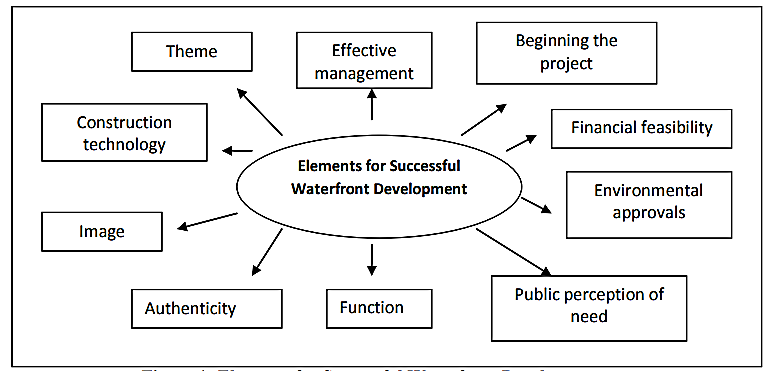 Theme
Effective
management
Beginning the
project
Construction
technology
Financial feasibility
Elements for Successful
Waterfront Development
Environmental
approvals
Image
Authenticity
Function
Public perception of
need